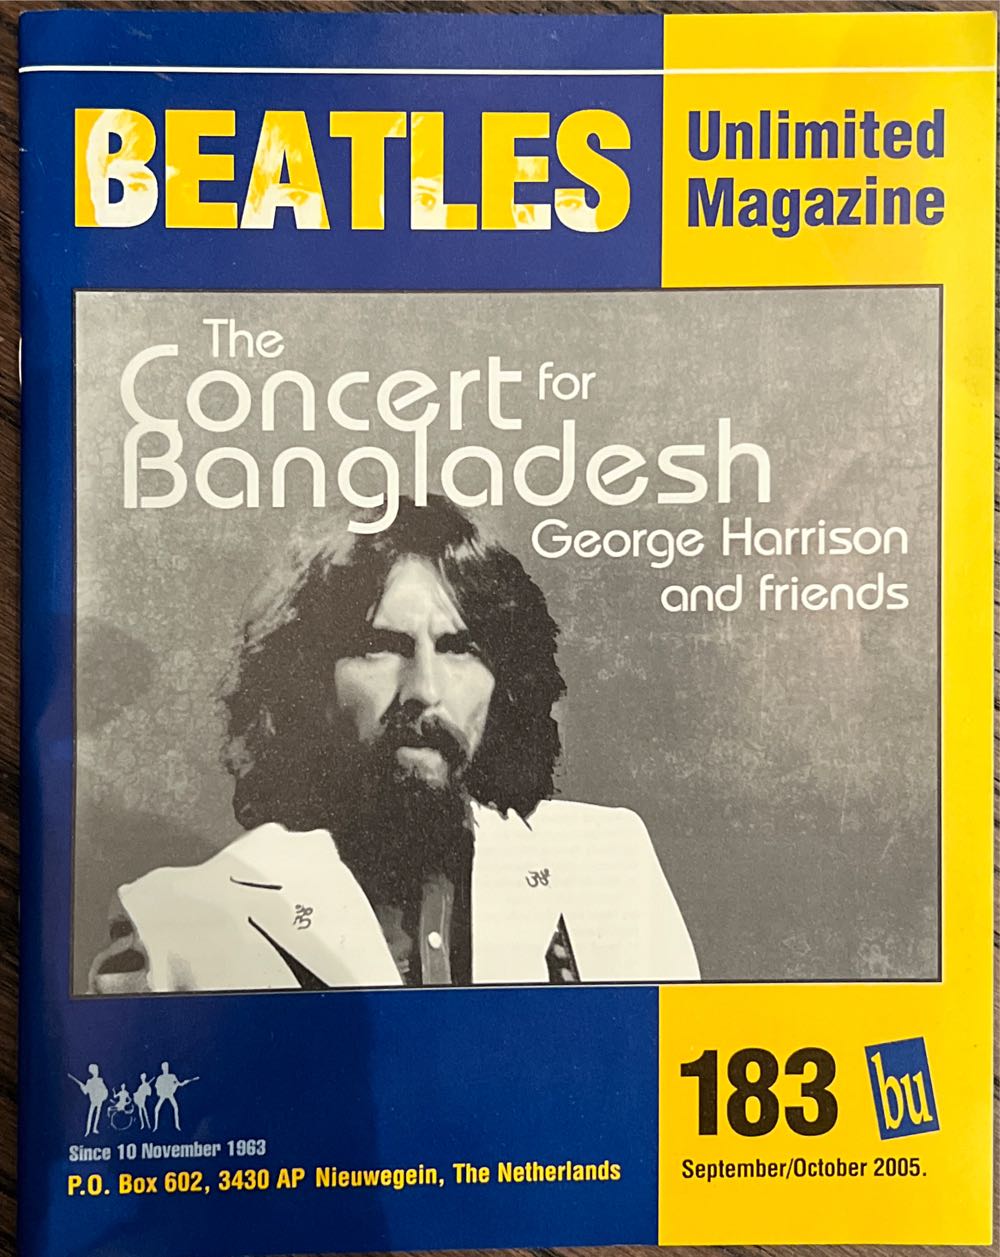 BEATLES
Unlimited
Magazine
The
Concert for
Bangladesh
George Harrison
and friends
183
bu
Since 10 November 1963
P.O. Box 602, 3430 AP Nieuwegein, The Netherlands
September/October 2005.